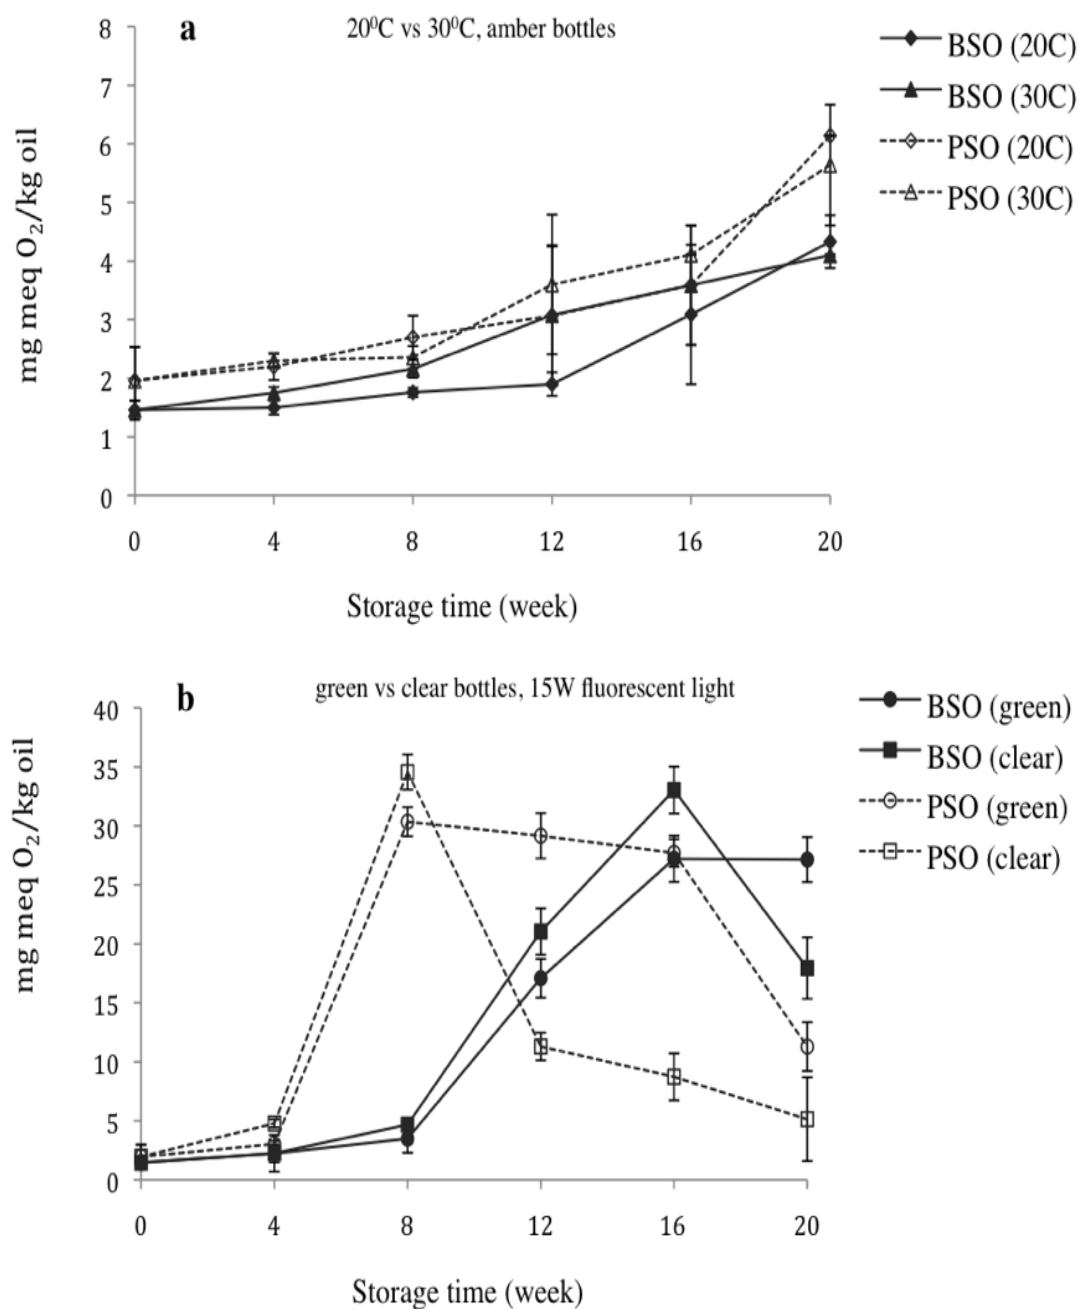 a
20⁰C vs 30⁰C, amber bottles
BSO (20C)
BSO (30C)
PSO (20C)
PSO (30C)
mg meq O₂/kg oil
8
7
6
5
4
3
2
1
0
0 4 8 12 16 20
Storage time (week)
b
green vs clear bottles, 15W fluorescent light
BSO (green)
BSO (clear)
PSO (green)
PSO (clear)
mg meq O₂/kg oil
40
35
30
25
20
15
10
5
0
0 4 8 12 16 20
Storage time (week)